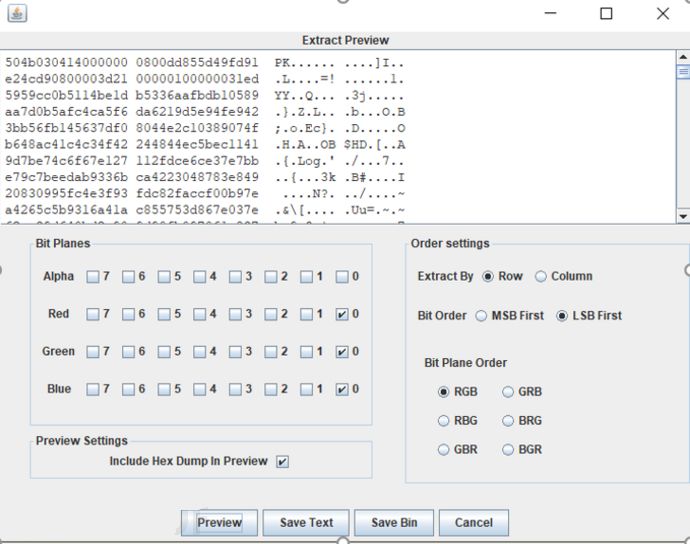 Extract Preview
504b030414000000 0800dd855d49fd91 PK...... ....]I..
e24cd90800003d21 00000100000031ed .L....=! ......1.
5959cc0b5114be1d b5336aafbdb10589 YY..Q... .3j.....
aa7d0b5afc4ca5f6 da6219d5e94fe942 .}.Z.L.. .b...O.B
3bb56fb145637df0 8044e2c10389074f ;.o.Ec}. .D.....O
b648ac41c4c34f42 244844ec5bec1141 .H.A..OB $HD.[..A
9d7be74c6f67e127 112fdce6ce37e7bb .{.Log.' ./...7..
e79c7beedab9336b ca4223048783e849 ..{...3k .B#....I
20830995fc4e3f93 fdc82faccf00b97e ....N?. ../....~
a4265c5b9316a41a c855753d867e037e .&\[.... .Uu=.~.~
Bit Planes
Alpha 7 6 5 4 3 2 1 0
Red 7 6 5 4 3 2 1 0
Green 7 6 5 4 3 2 1 0
Blue 7 6 5 4 3 2 1 0
Preview Settings
Include Hex Dump In Preview
Order settings
Extract By Row Column
Bit Order MSB First LSB First
Bit Plane Order
RGB GRB
RBG BRG
GBR BGR
Preview Save Text Save Bin Cancel